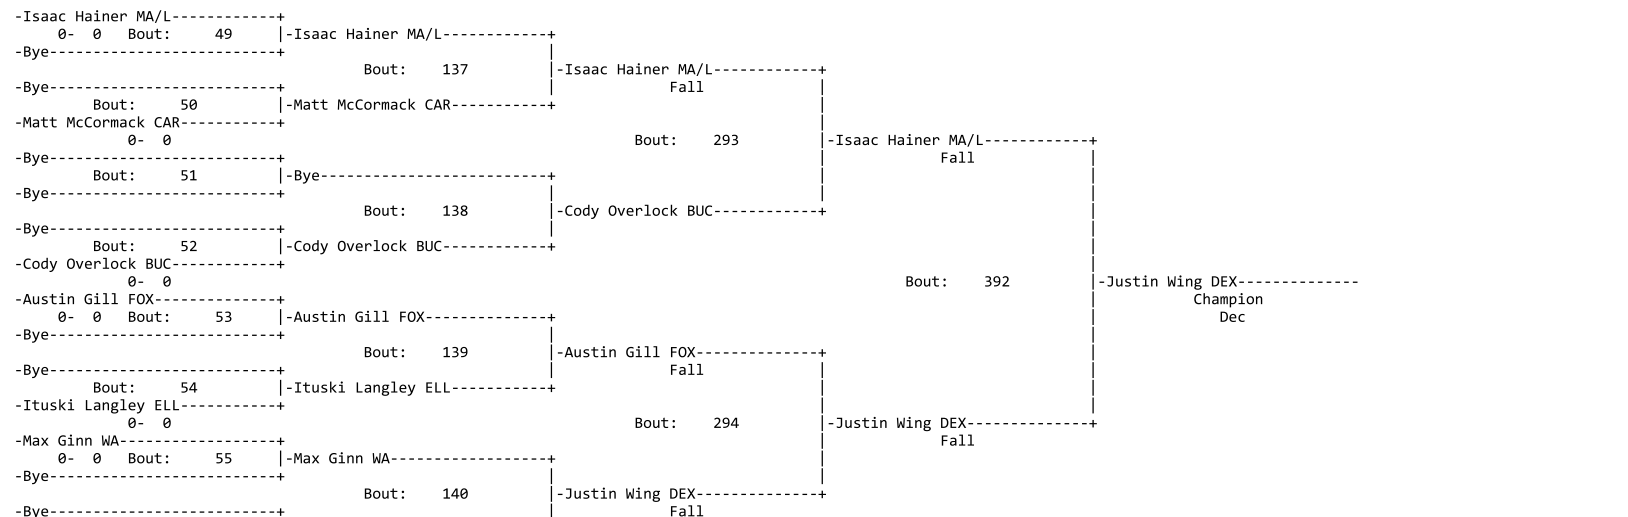 -Isaac Hainer MA/L------------+
0-  0   Bout:     49     |-Isaac Hainer MA/L------------+
-Bye--------------------------+                              |
Bout:    137         |-Isaac Hainer MA/L------------+
-Bye--------------------------+                              |             Fall             |
Bout:     50         |-Matt McCormack CAR-----------+                              |
-Matt McCormack CAR-----------+                                                             |
0-  0                                                    Bout:    293         |-Isaac Hainer MA/L------------+
-Bye--------------------------+                                                             |             Fall             |
Bout:     51         |-Bye--------------------------+                              |                              |
-Bye--------------------------+                              |                              |                              |
Bout:    138         |-Cody Overlock BUC------------+                              |
-Bye--------------------------+                              |                                                             |
Bout:     52         |-Cody Overlock BUC------------+                                                             |
-Cody Overlock BUC------------+                                                                                            |
0-  0                                                                                   Bout:    392         |-Justin Wing DEX--------------
-Austin Gill FOX--------------+                                                                                            |           Champion
0-  0   Bout:     53     |-Austin Gill FOX--------------+                                                             |              Dec
-Bye--------------------------+                              |                                                             |
Bout:    139         |-Austin Gill FOX--------------+                              |
-Bye--------------------------+                              |             Fall             |                              |
Bout:     54         |-Ituski Langley ELL-----------+                              |                              |
-Ituski Langley ELL-----------+                                                             |                              |
0-  0                                                    Bout:    294         |-Justin Wing DEX--------------+
-Max Ginn WA------------------+                                                             |             Fall
0-  0   Bout:     55     |-Max Ginn WA------------------+                              |
-Bye--------------------------+                              |                              |
Bout:    140         |-Justin Wing DEX--------------+
-Bye--------------------------+                              |             Fall